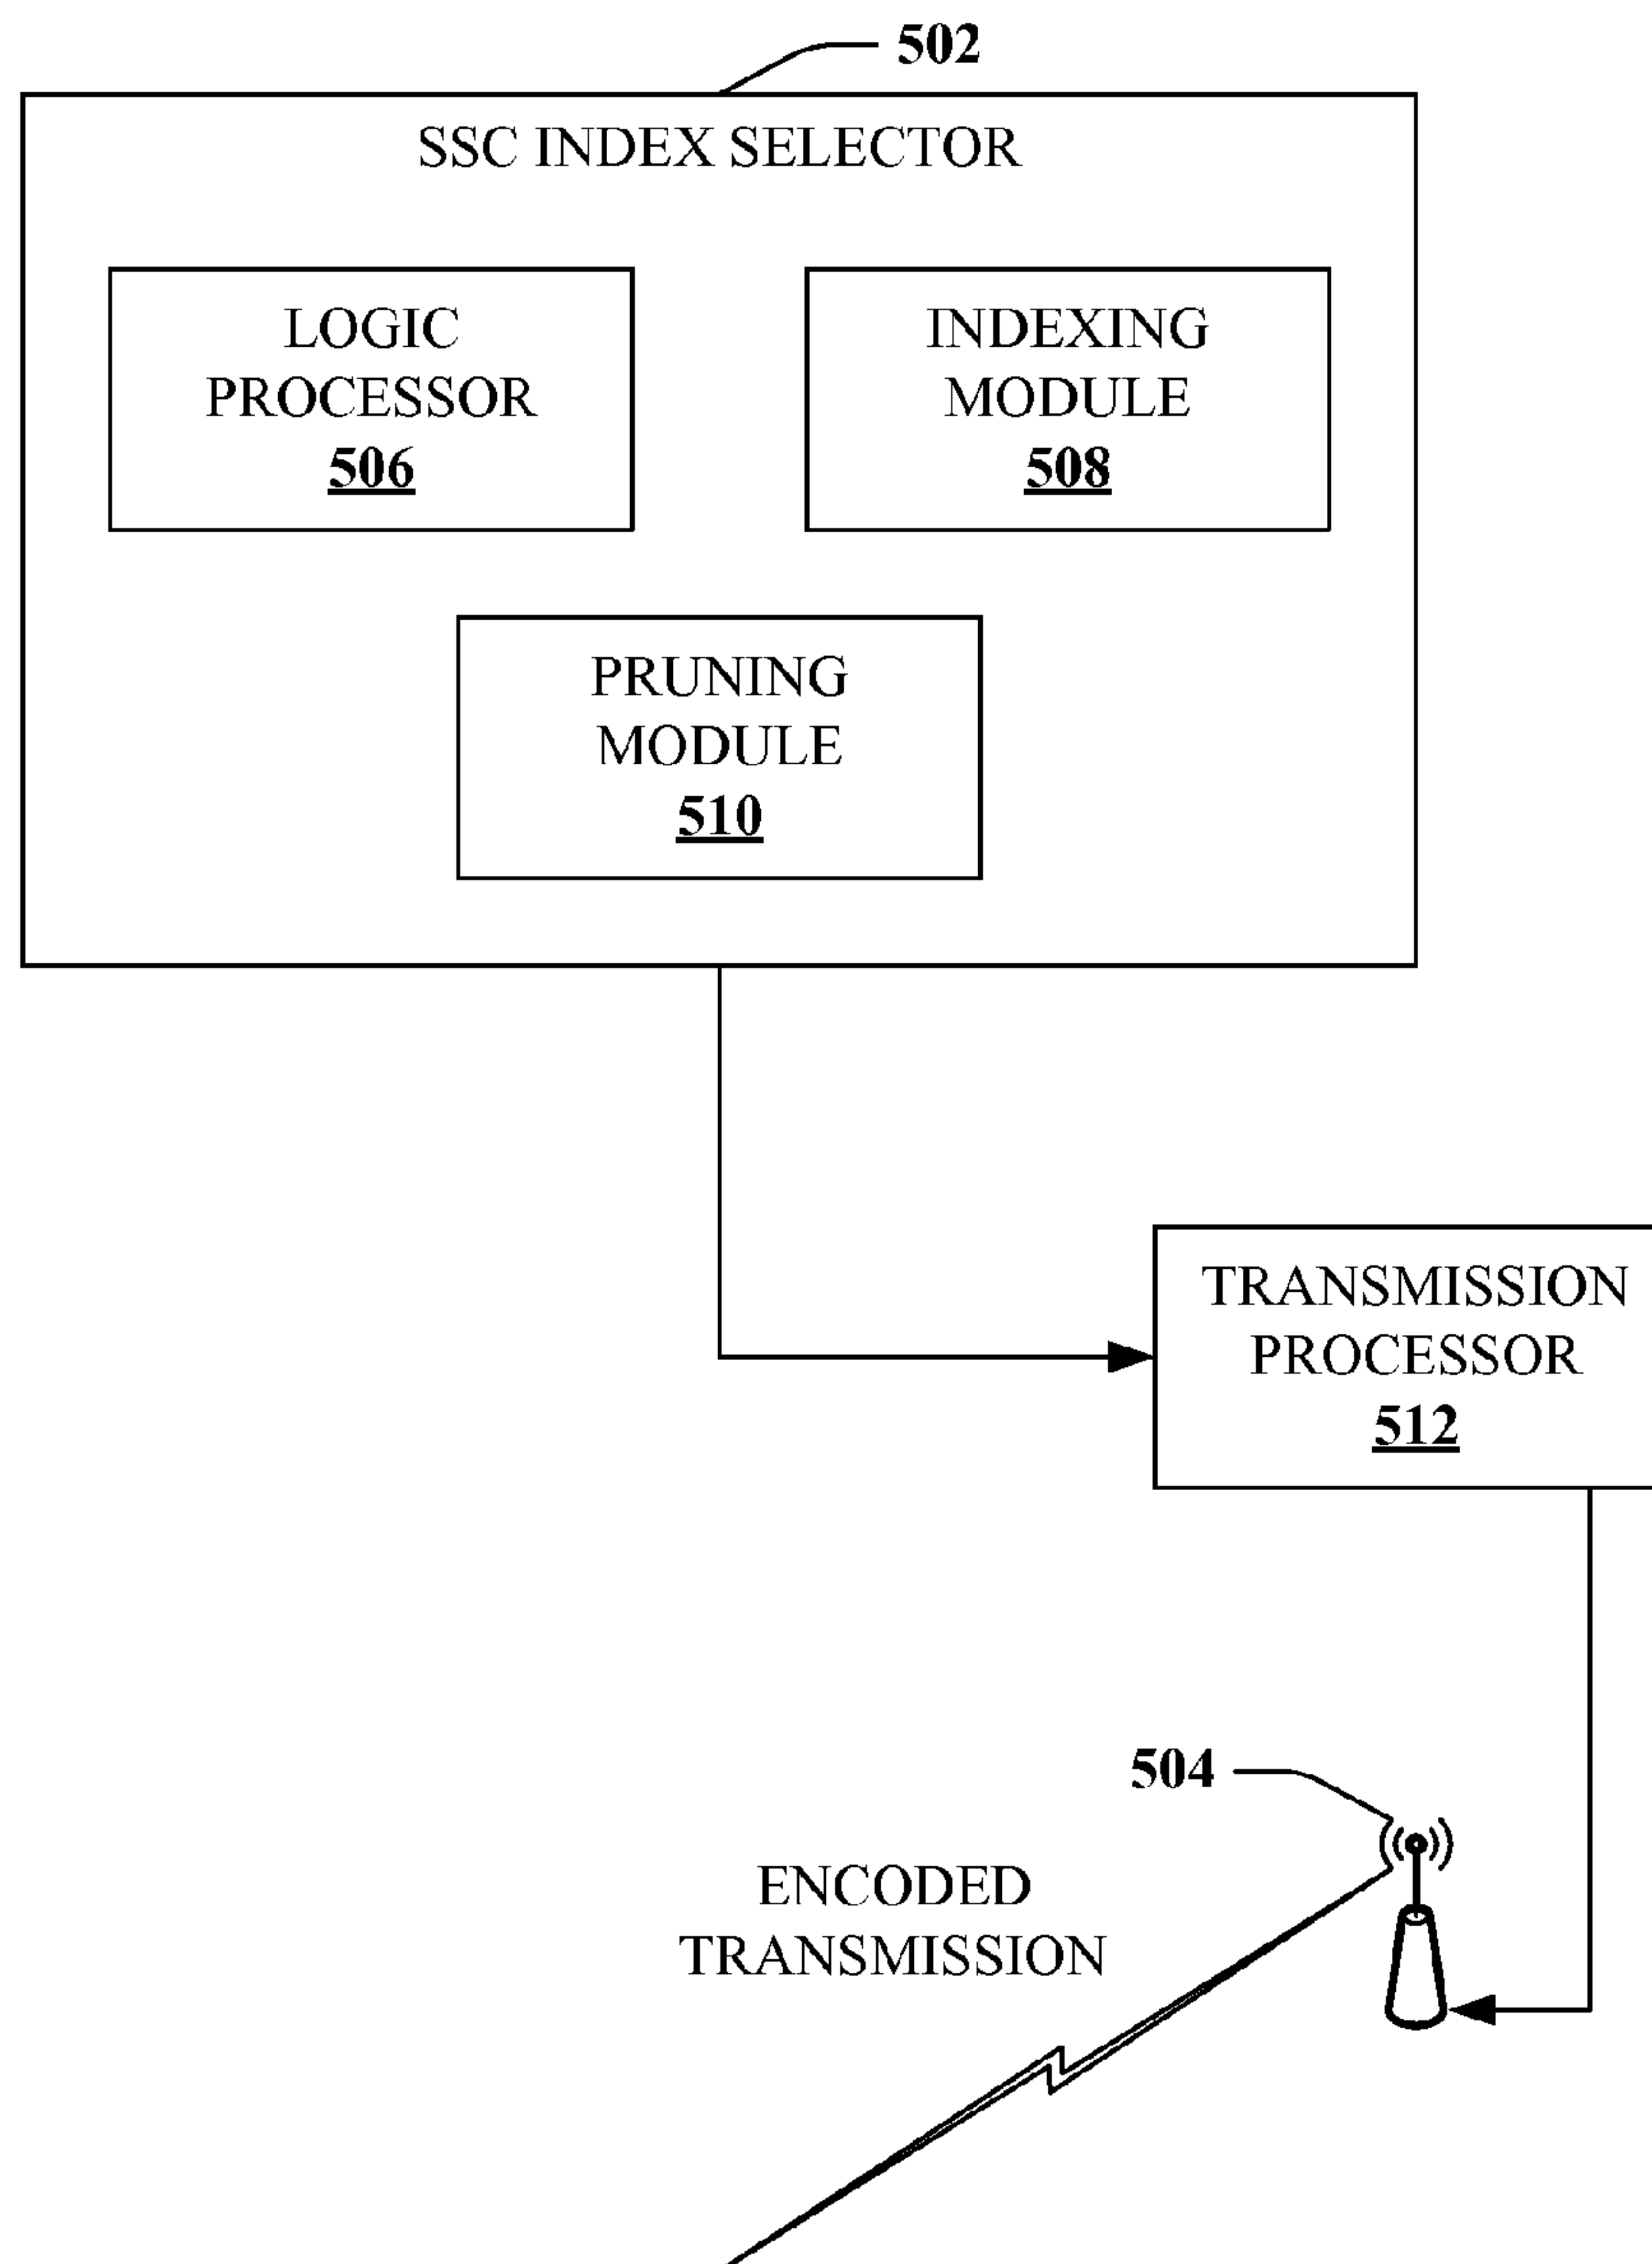 502
SSC INDEX SELECTOR
LOGIC
PROCESSOR
506
INDEXING
MODULE
508
PRUNING
MODULE
510
TRANSMISSION
PROCESSOR
512
504
ENCODED
TRANSMISSION